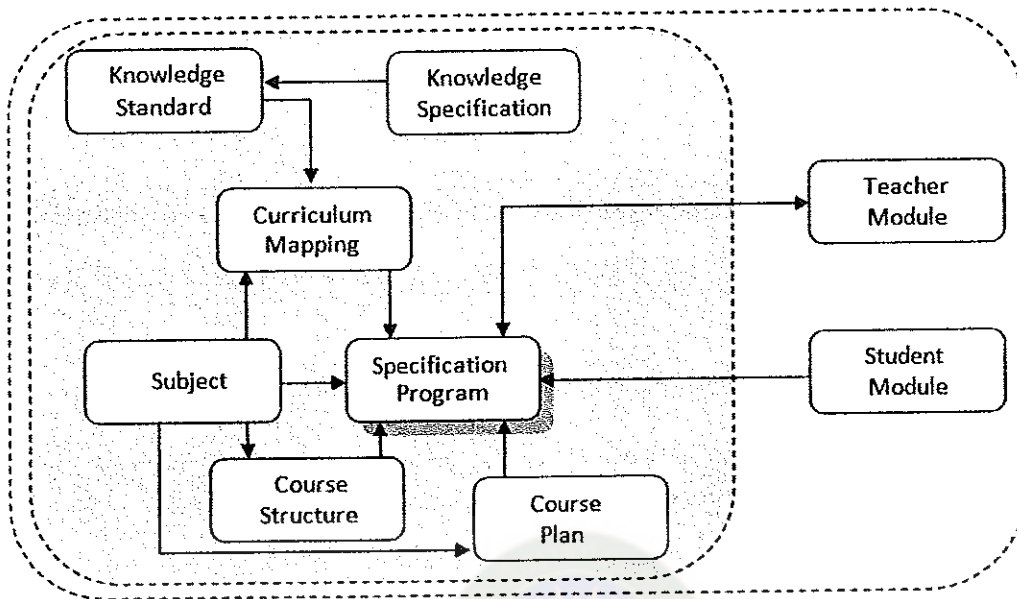 Knowledge
Standard
Knowledge
Specification
Curriculum
Mapping
Teacher
Module
Subject
Specification
Program
Student
Module
Course
Structure
Course
Plan